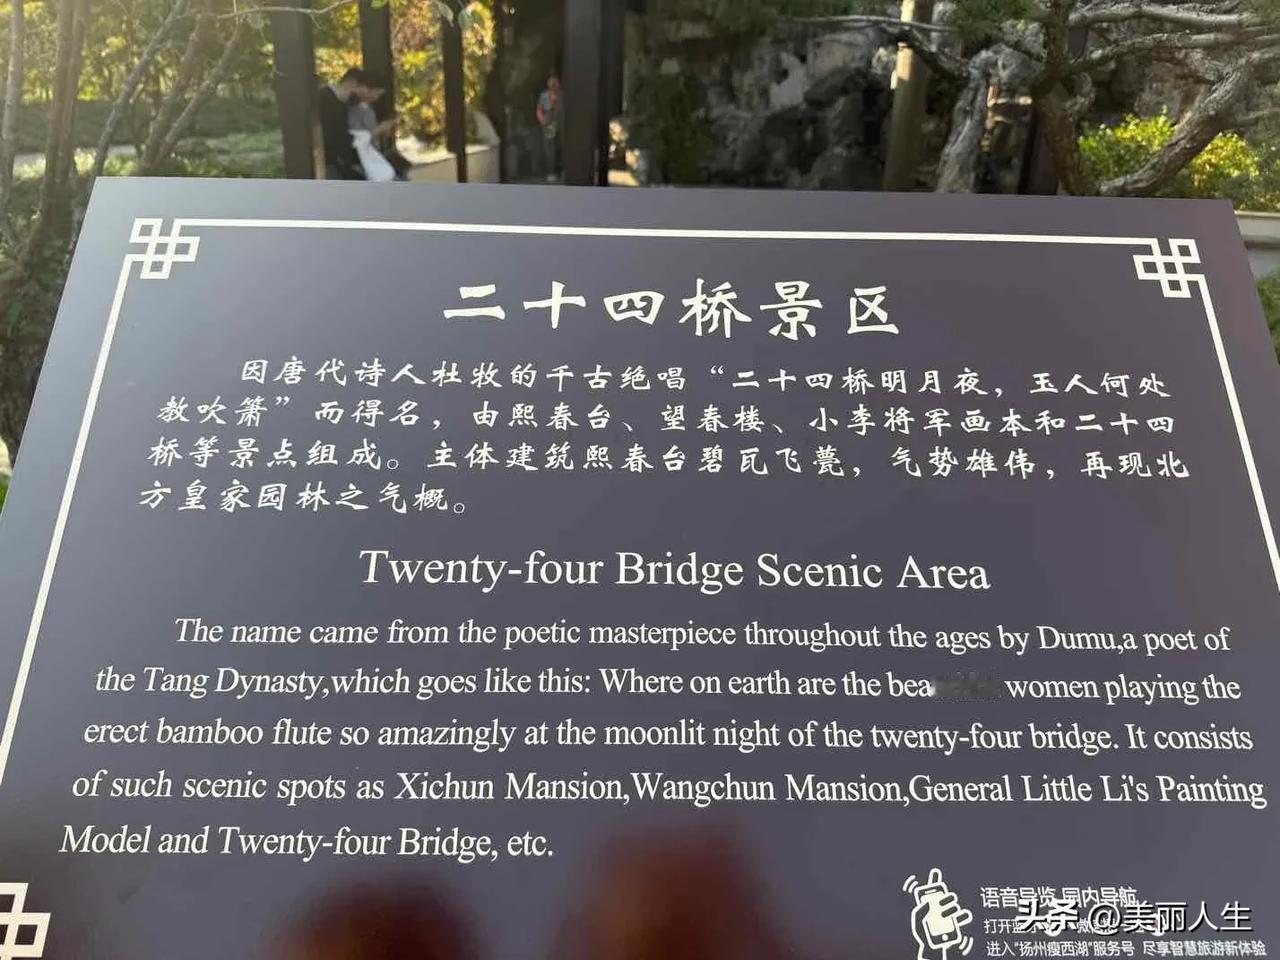 二十四桥景区
因唐代诗人杜牧的千古绝唱“二十四桥明月夜，玉人何处
教吹箫”而得名，由熙春台、望春楼、小李将军画本和二十四
桥等景点组成。主体建筑熙春台碧瓦飞甍，气势雄伟，再现北
方皇家园林之气概。
Twenty-four Bridge Scenic Area
The name came from the poetic masterpiece throughout the ages by Dumu,a poet of
the Tang Dynasty,which goes like this: Where on earth are the bea women playing the
erect bamboo flute so amazingly at the moonlit night of the twenty-four bridge. It consists
of such scenic spots as Xichun Mansion,Wangchun Mansion,General Little Li's Painting
Model and Twenty-four Bridge, etc.
语音导览 园内导航
头条 @美丽人生
打开蓝
进入“扬州瘦西湖”服务号 尽享智慧旅游新体验